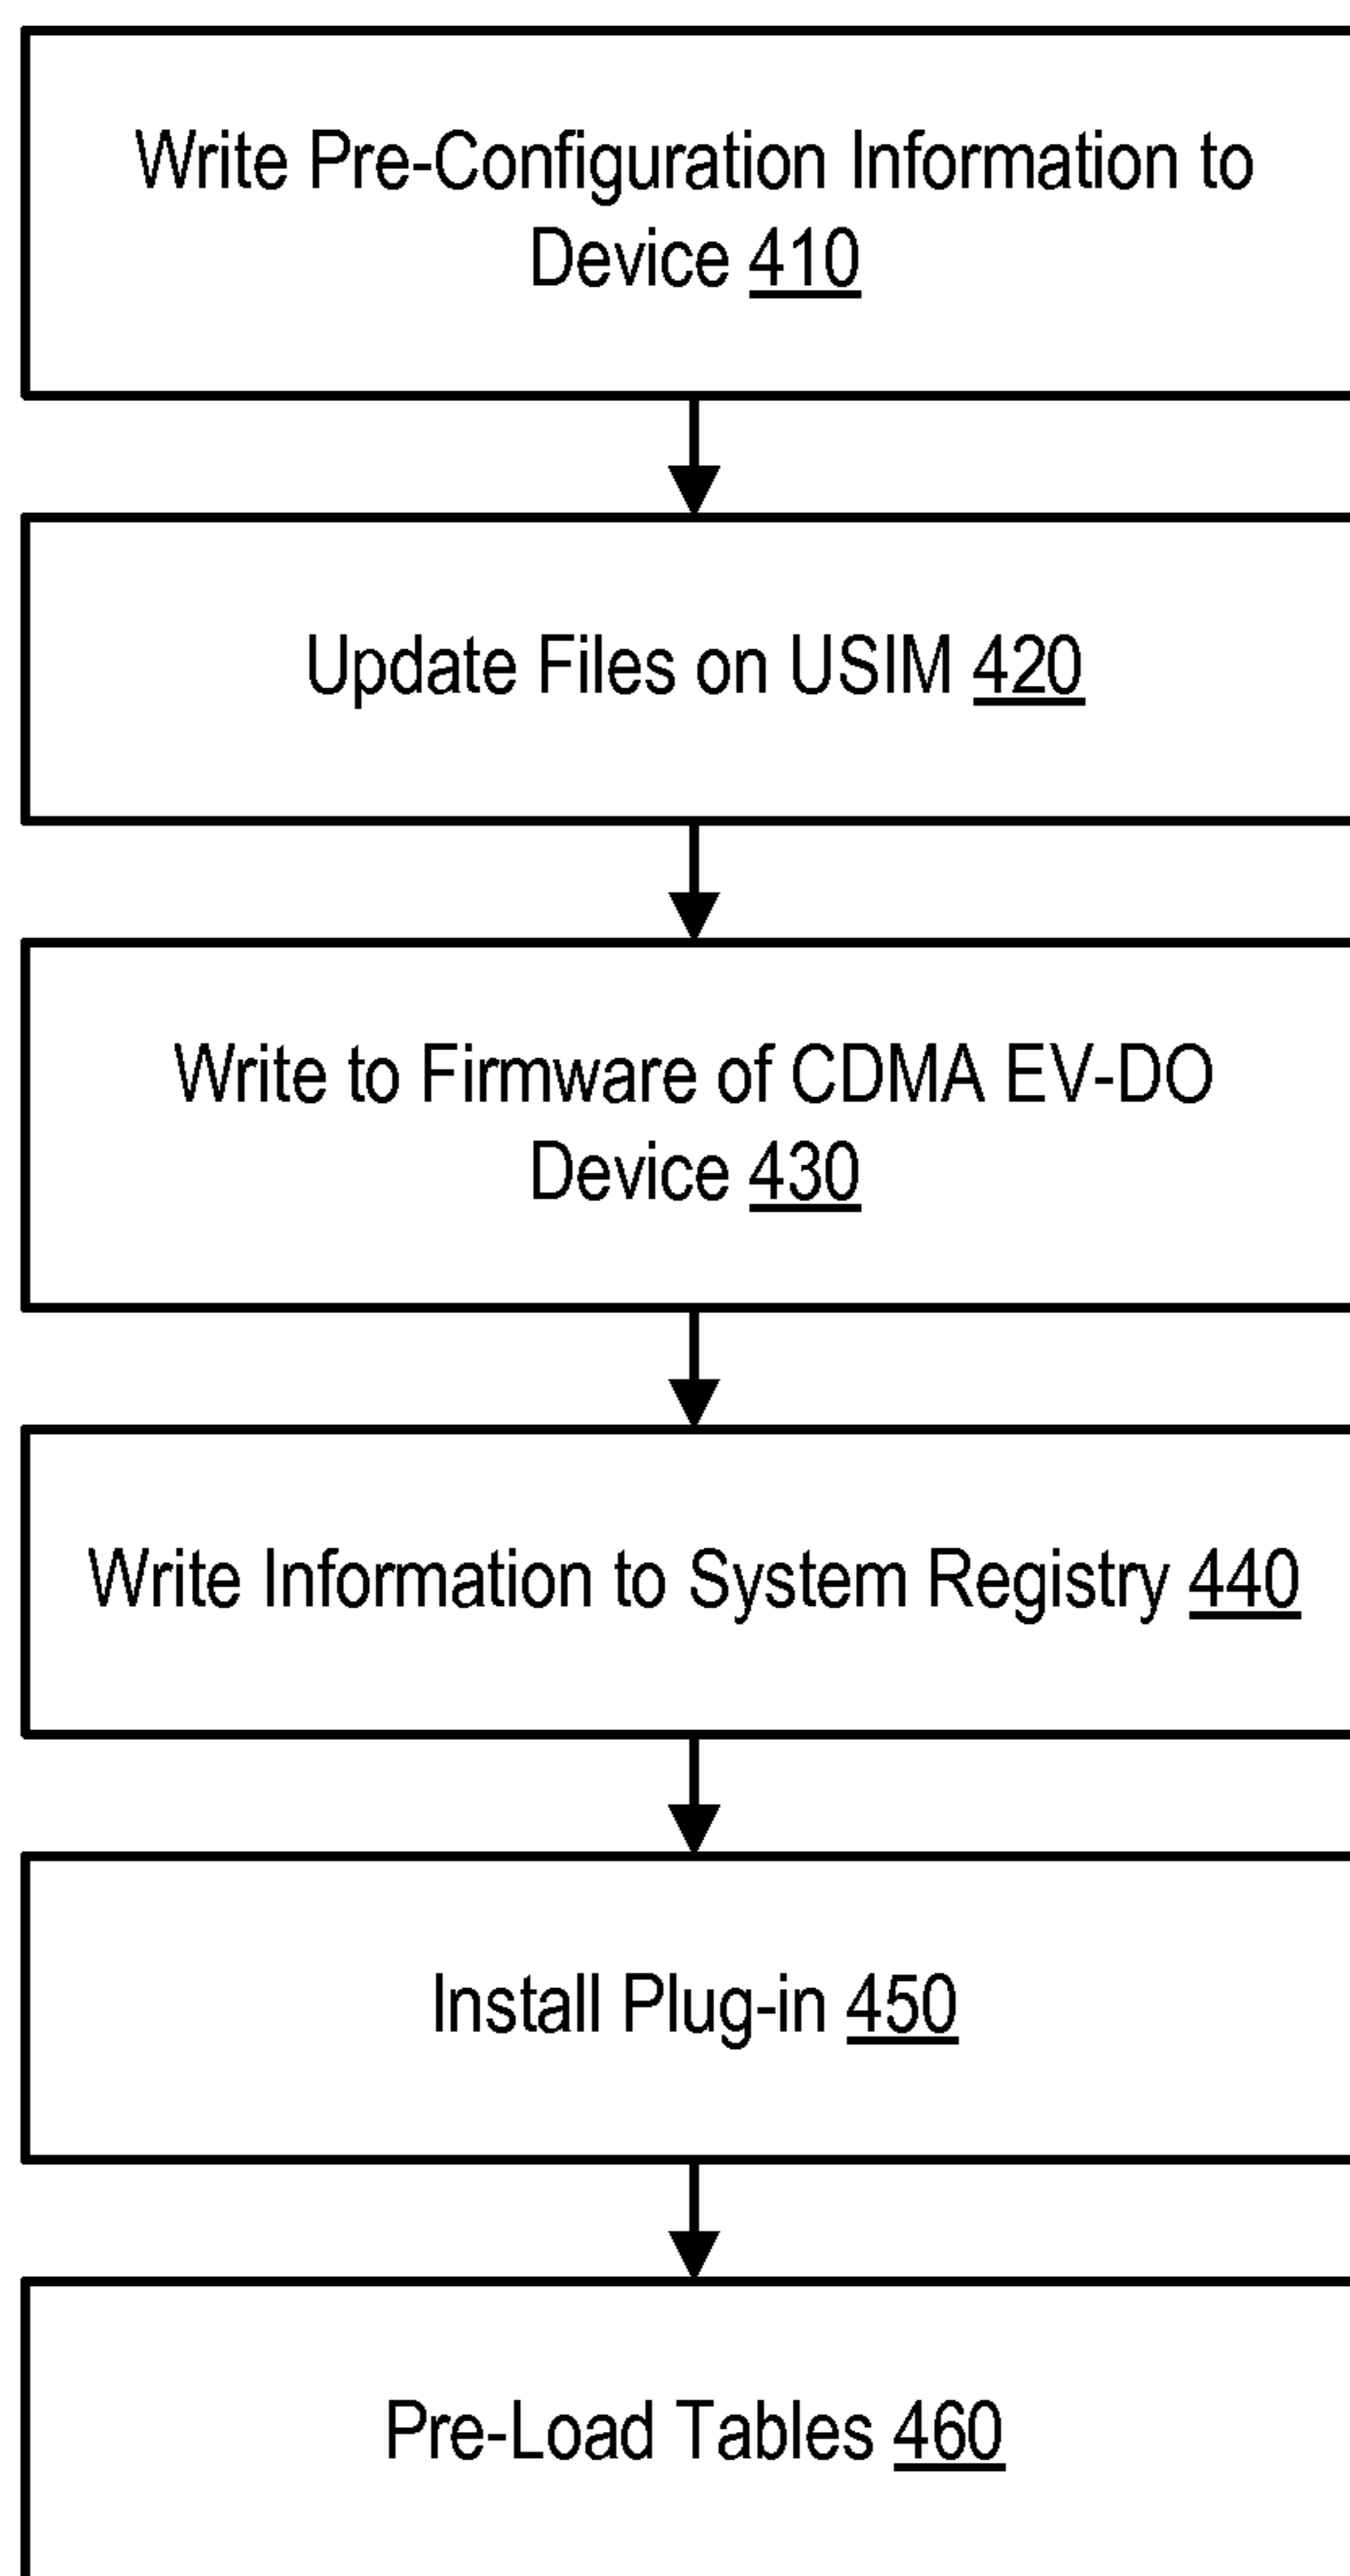 Write Pre-Configuration Information to
Device 410
Update Files on USIM 420
Write to Firmware of CDMA EV-DO
Device 430
Write Information to System Registry 440
Install Plug-in 450
Pre-Load Tables 460